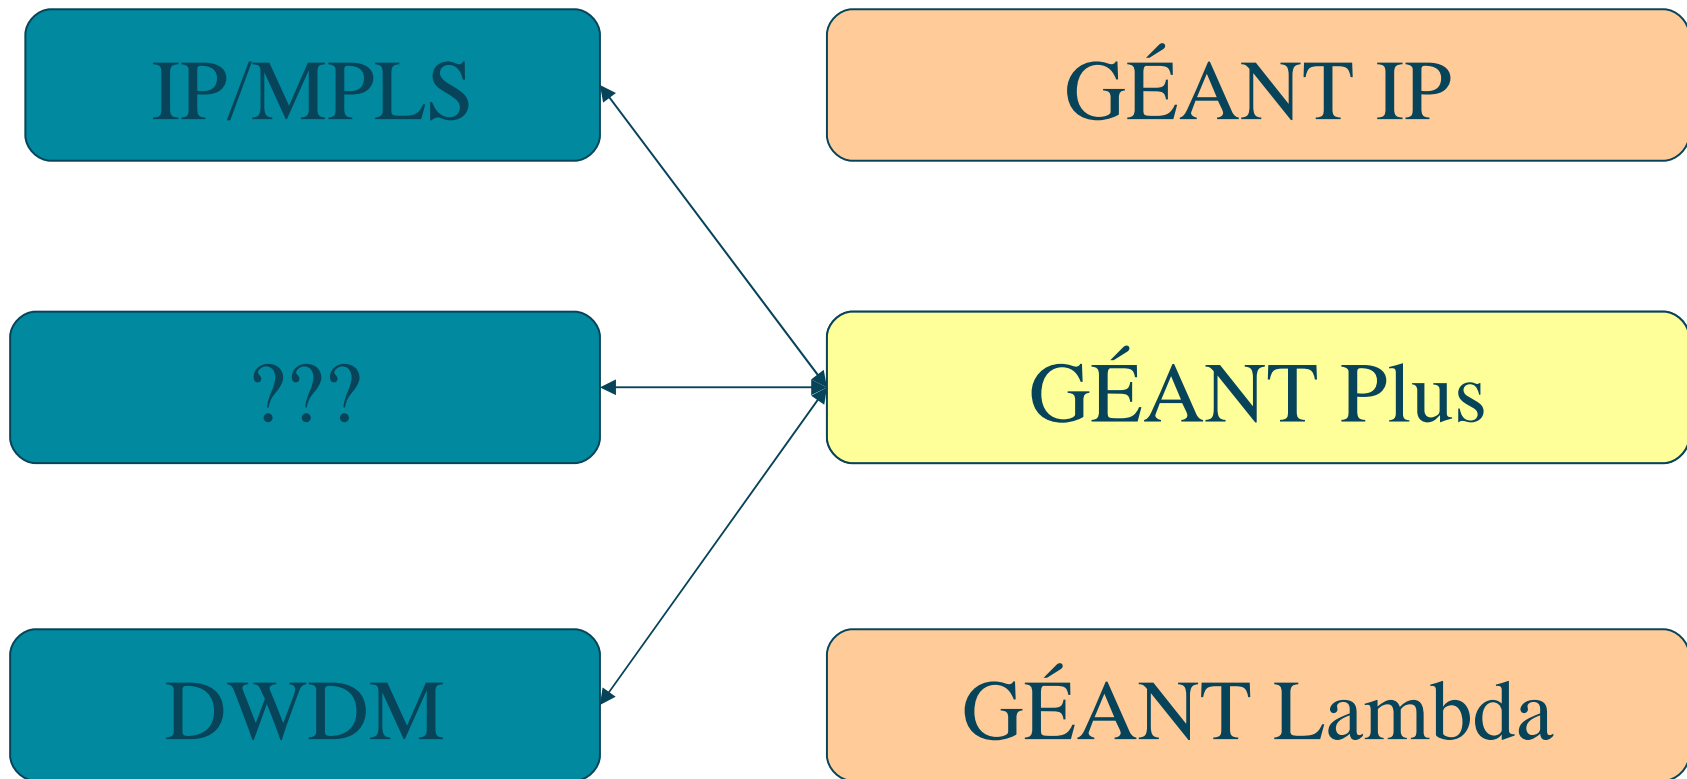 IP/MPLS
GÉANT IP
???
GÉANT Plus
DWDM
GÉANT Lambda